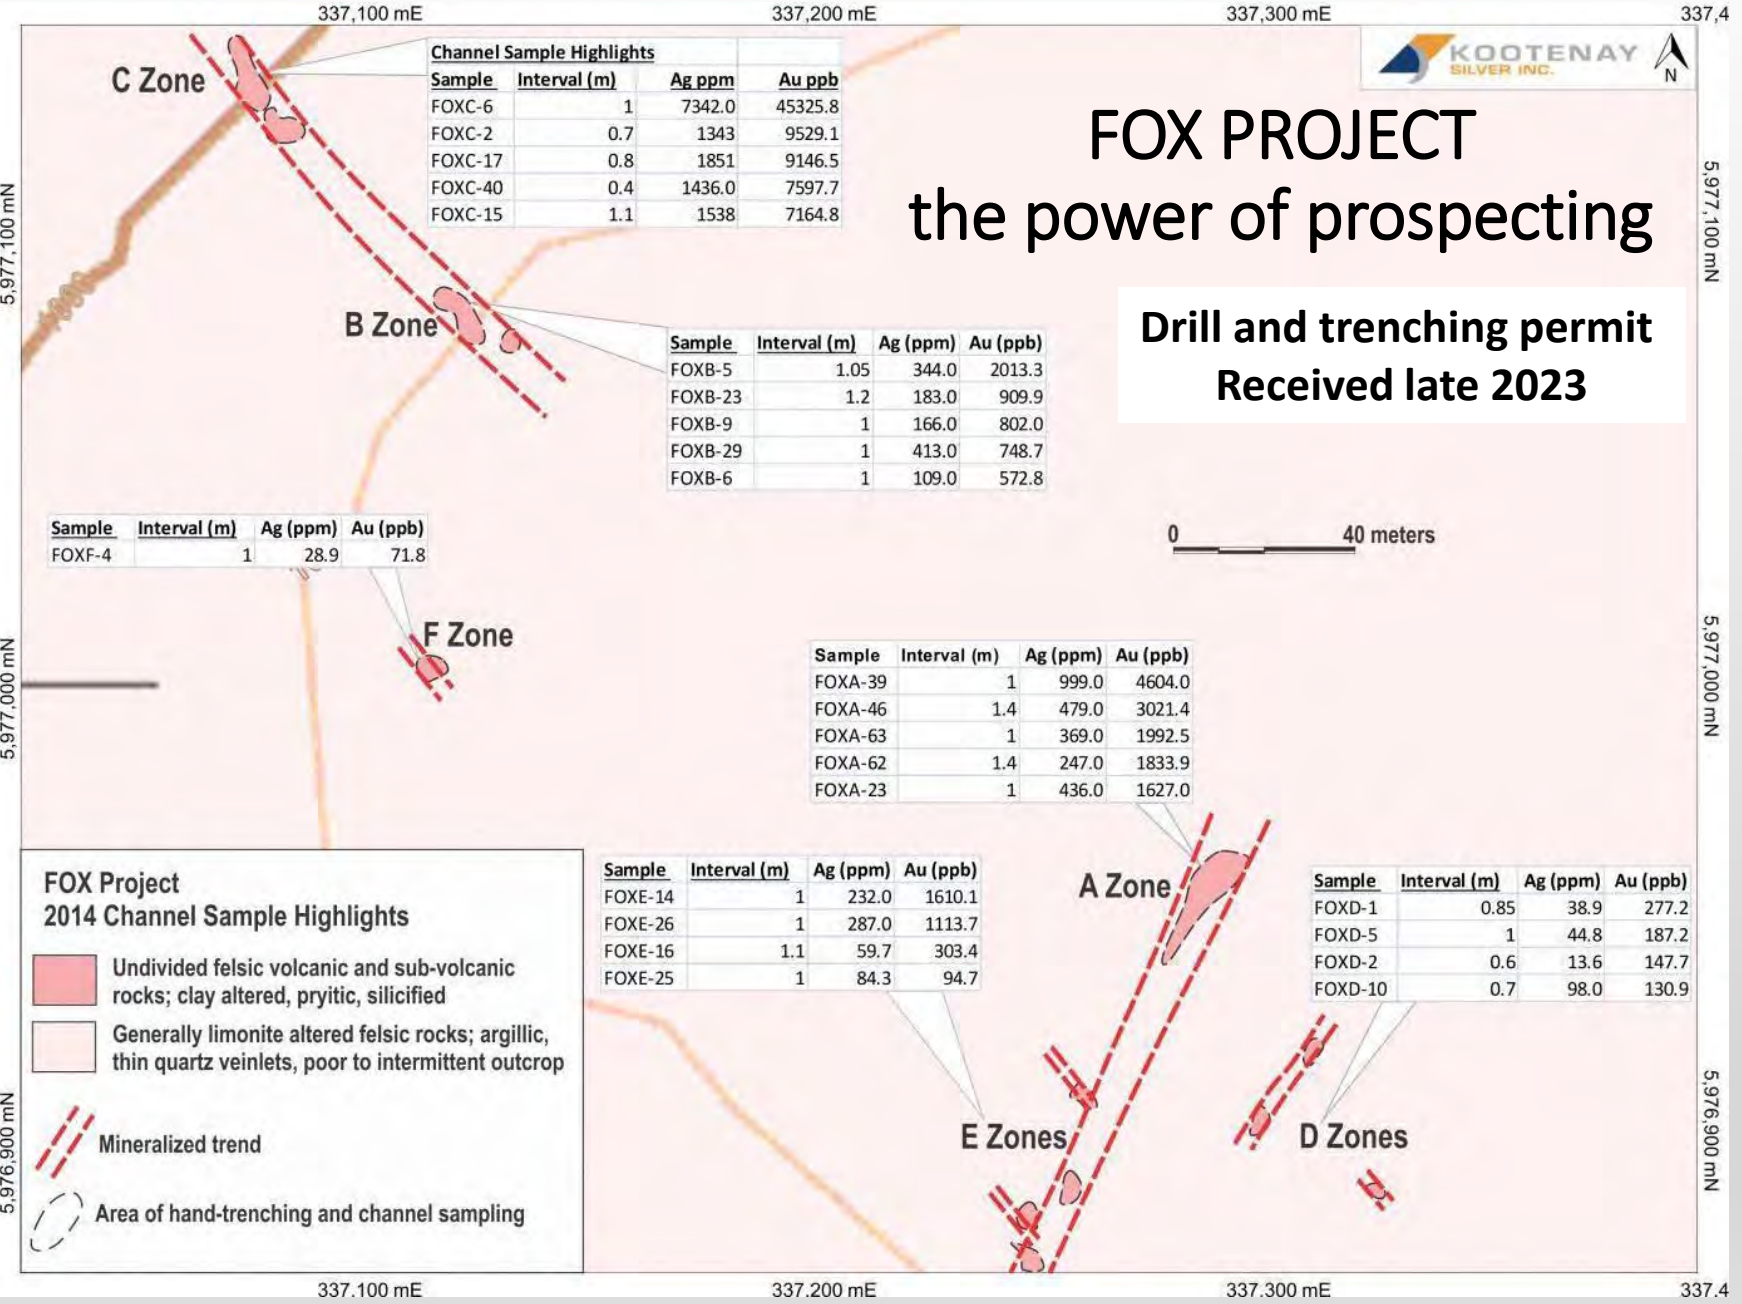 337,100 mE 337,200 mE 337,300 mE 337,4
KOOTENAY
SILVER INC.
N
C Zone
Channel Sample Highlights
Sample Interval (m) Ag ppm Au ppb
FOXC-6 1 7342.0 45325.8
FOXC-2 0.7 1343 9529.1
FOXC-17 0.8 1851 9146.5
FOXC-40 0.4 1436.0 7597.7
FOXC-15 1.1 1538 7164.8
FOX PROJECT
the power of prospecting
5,977,100 mN
5,977,100 mN
Drill and trenching permit
Received late 2023
B Zone
Sample Interval (m) Ag (ppm) Au (ppb)
FOXB-5 1.05 344.0 2013.3
FOXB-23 1.2 183.0 909.9
FOXB-9 1 166.0 802.0
FOXB-29 1 413.0 748.7
FOXB-6 1 109.0 572.8
Sample Interval (m) Ag (ppm) Au (ppb)
FOXF-4 1 28.9 71.8
0 40 meters
F Zone
5,977,000 mN
5,977,000 mN
Sample Interval (m) Ag (ppm) Au (ppb)
FOXA-39 1 999.0 4604.0
FOXA-46 1.4 479.0 3021.4
FOXA-63 1 369.0 1992.5
FOXA-62 1.4 247.0 1833.9
FOXA-23 1 436.0 1627.0
A Zone
Sample Interval (m) Ag (ppm) Au (ppb)
FOXE-14 1 232.0 1610.1
FOXE-26 1 287.0 1113.7
FOXE-16 1.1 59.7 303.4
FOXE-25 1 84.3 94.7
Sample Interval (m) Ag (ppm) Au (ppb)
FOXD-1 0.85 38.9 277.2
FOXD-5 1 44.8 187.2
FOXD-2 0.6 13.6 147.7
FOXD-10 0.7 98.0 130.9
E Zones
D Zones
5,976,900 mN
5,976,900 mN
FOX Project
2014 Channel Sample Highlights
Undivided felsic volcanic and sub-volcanic
rocks; clay altered, pryitic, silicified
Generally limonite altered felsic rocks; argillic,
thin quartz veinlets, poor to intermittent outcrop
Mineralized trend
Area of hand-trenching and channel sampling
337,100 mE 337,200 mE 337,300 mE 337,4